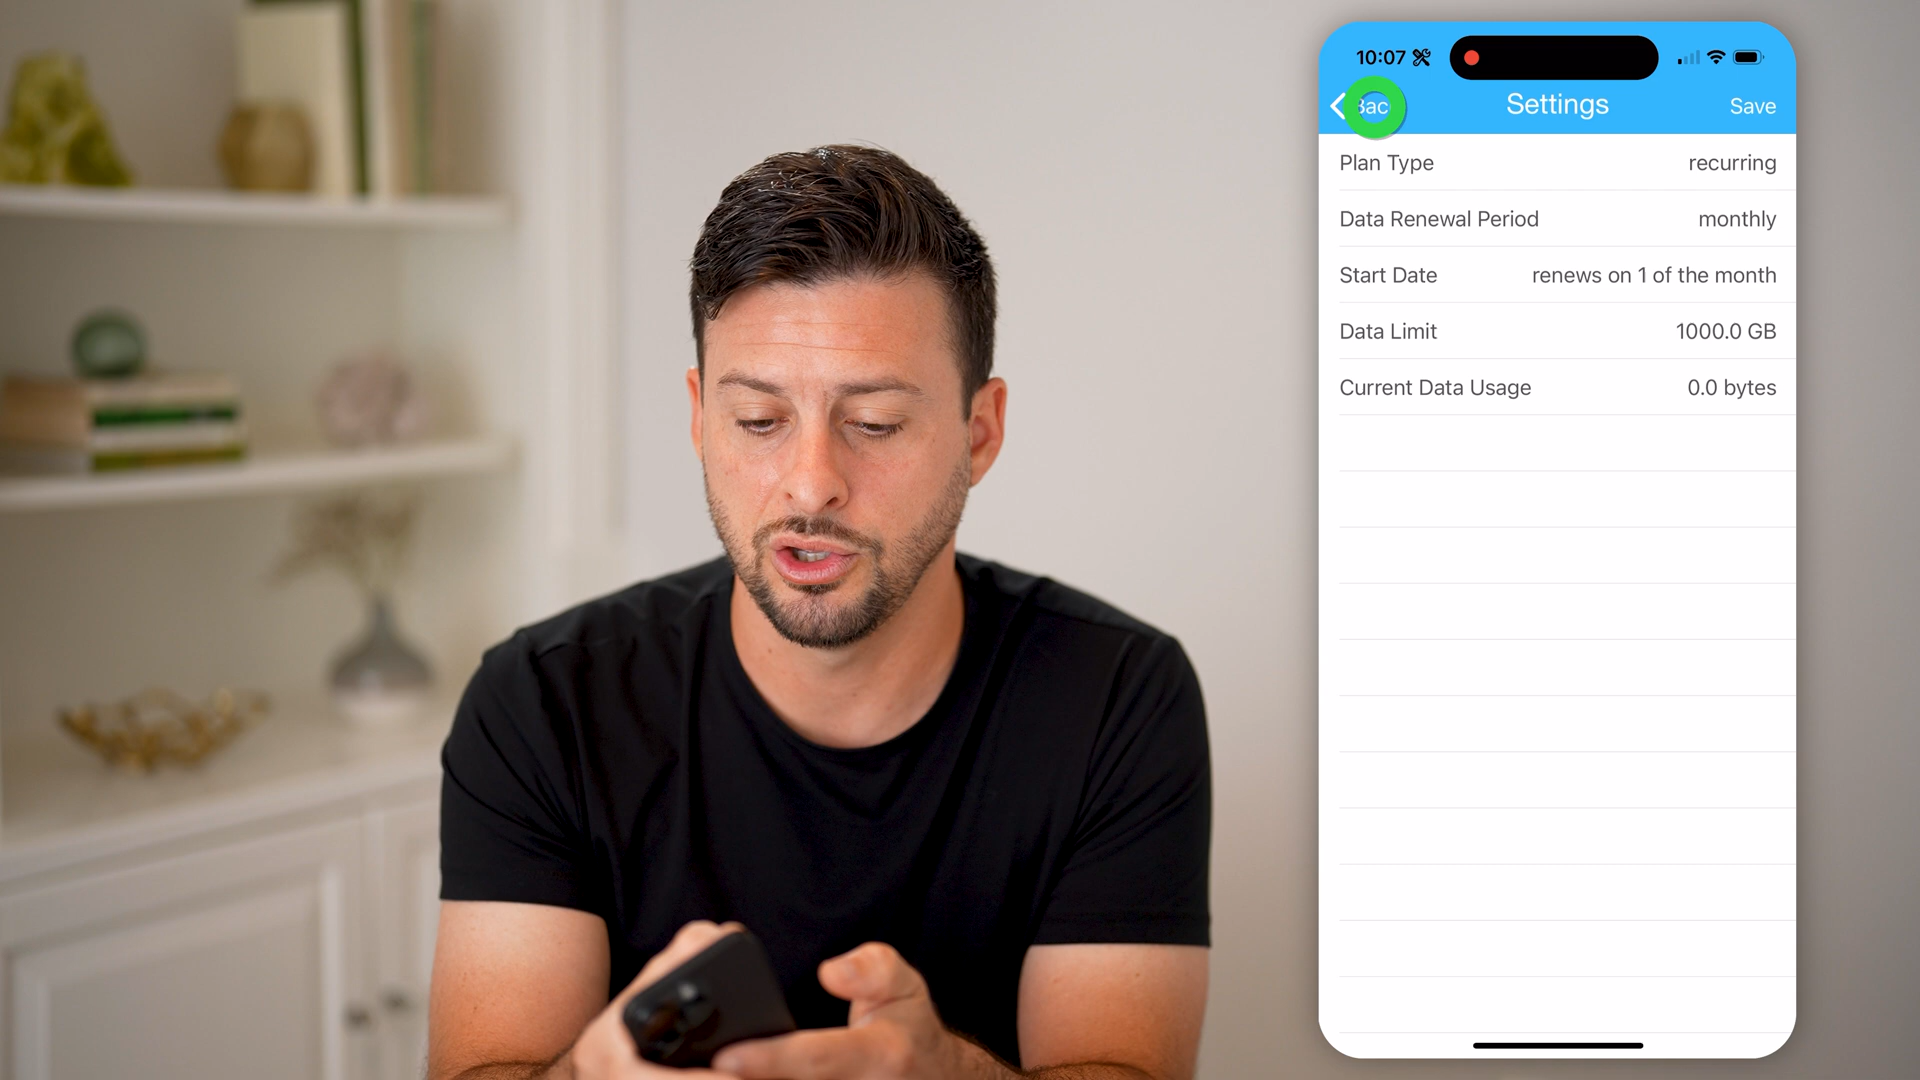 10:07
Settings
Save
Plan Type recurring
Data Renewal Period monthly
Start Date renews on 1 of the month
Data Limit 1000.0 GB
Current Data Usage 0.0 bytes